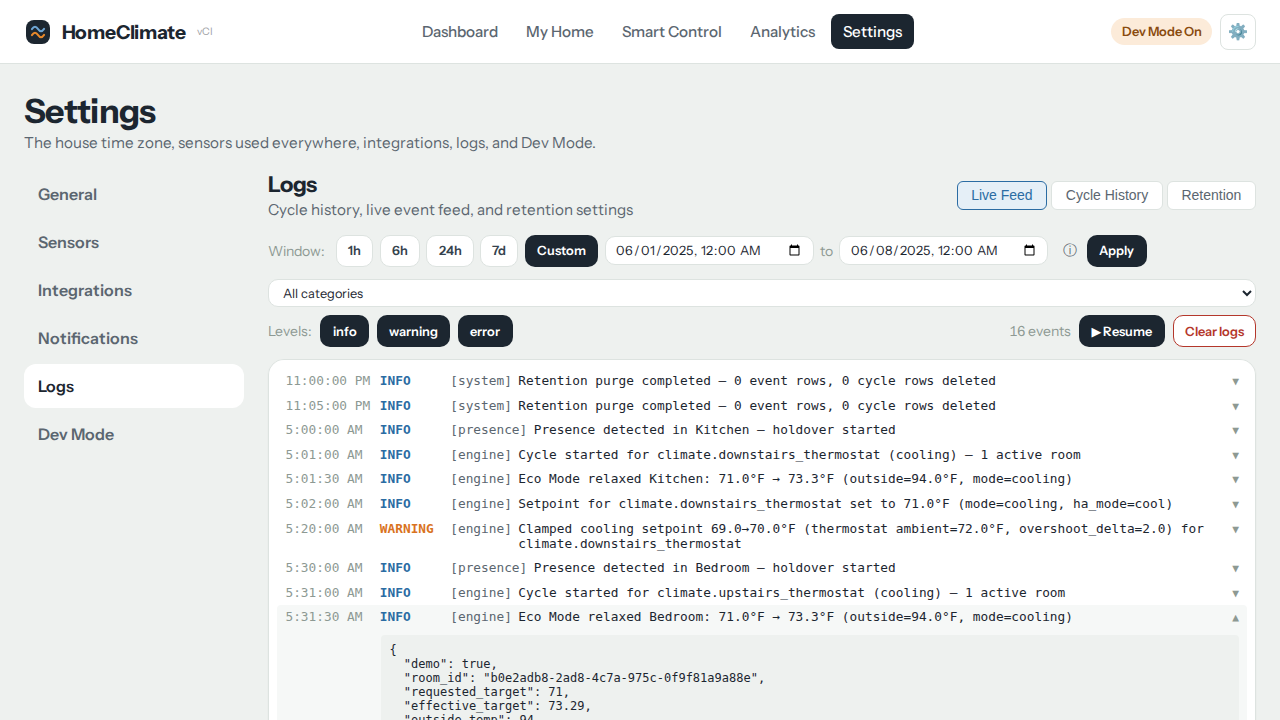 HomeClimate vCI Dashboard My Home Smart Control Analytics Settings Dev Mode On
Settings
The house time zone, sensors used everywhere, integrations, logs, and Dev Mode.
General
Sensors
Integrations
Notifications
Logs
Dev Mode
Logs
Cycle history, live event feed, and retention settings
Live Feed Cycle History Retention
Window: 1h 6h 24h 7d Custom 06/01/2025, 12:00 AM to 06/08/2025, 12:00 AM ⓘ Apply
All categories
Levels: info warning error 16 events ▶ Resume Clear logs
11:00:00 PM INFO [system] Retention purge completed — 0 event rows, 0 cycle rows deleted ▼
11:05:00 PM INFO [system] Retention purge completed — 0 event rows, 0 cycle rows deleted ▼
5:00:00 AM INFO [presence] Presence detected in Kitchen — holdover started ▼
5:01:00 AM INFO [engine] Cycle started for climate.downstairs_thermostat (cooling) — 1 active room ▼
5:01:30 AM INFO [engine] Eco Mode relaxed Kitchen: 71.0°F → 73.3°F (outside=94.0°F, mode=cooling) ▼
5:02:00 AM INFO [engine] Setpoint for climate.downstairs_thermostat set to 71.0°F (mode=cooling, ha_mode=cool) ▼
5:20:00 AM WARNING [engine] Clamped cooling setpoint 69.0→70.0°F (thermostat ambient=72.0°F, overshoot_delta=2.0) for ▼
climate.downstairs_thermostat
5:30:00 AM INFO [presence] Presence detected in Bedroom — holdover started ▼
5:31:00 AM INFO [engine] Cycle started for climate.upstairs_thermostat (cooling) — 1 active room ▼
5:31:30 AM INFO [engine] Eco Mode relaxed Bedroom: 71.0°F → 73.3°F (outside=94.0°F, mode=cooling) ▲
{
"demo": true,
"room_id": "b0e2adb8-2ad8-4c7a-975c-0f9f81a9a88e",
"requested_target": 71,
"effective_target": 73.29,
"outside_temp": 94